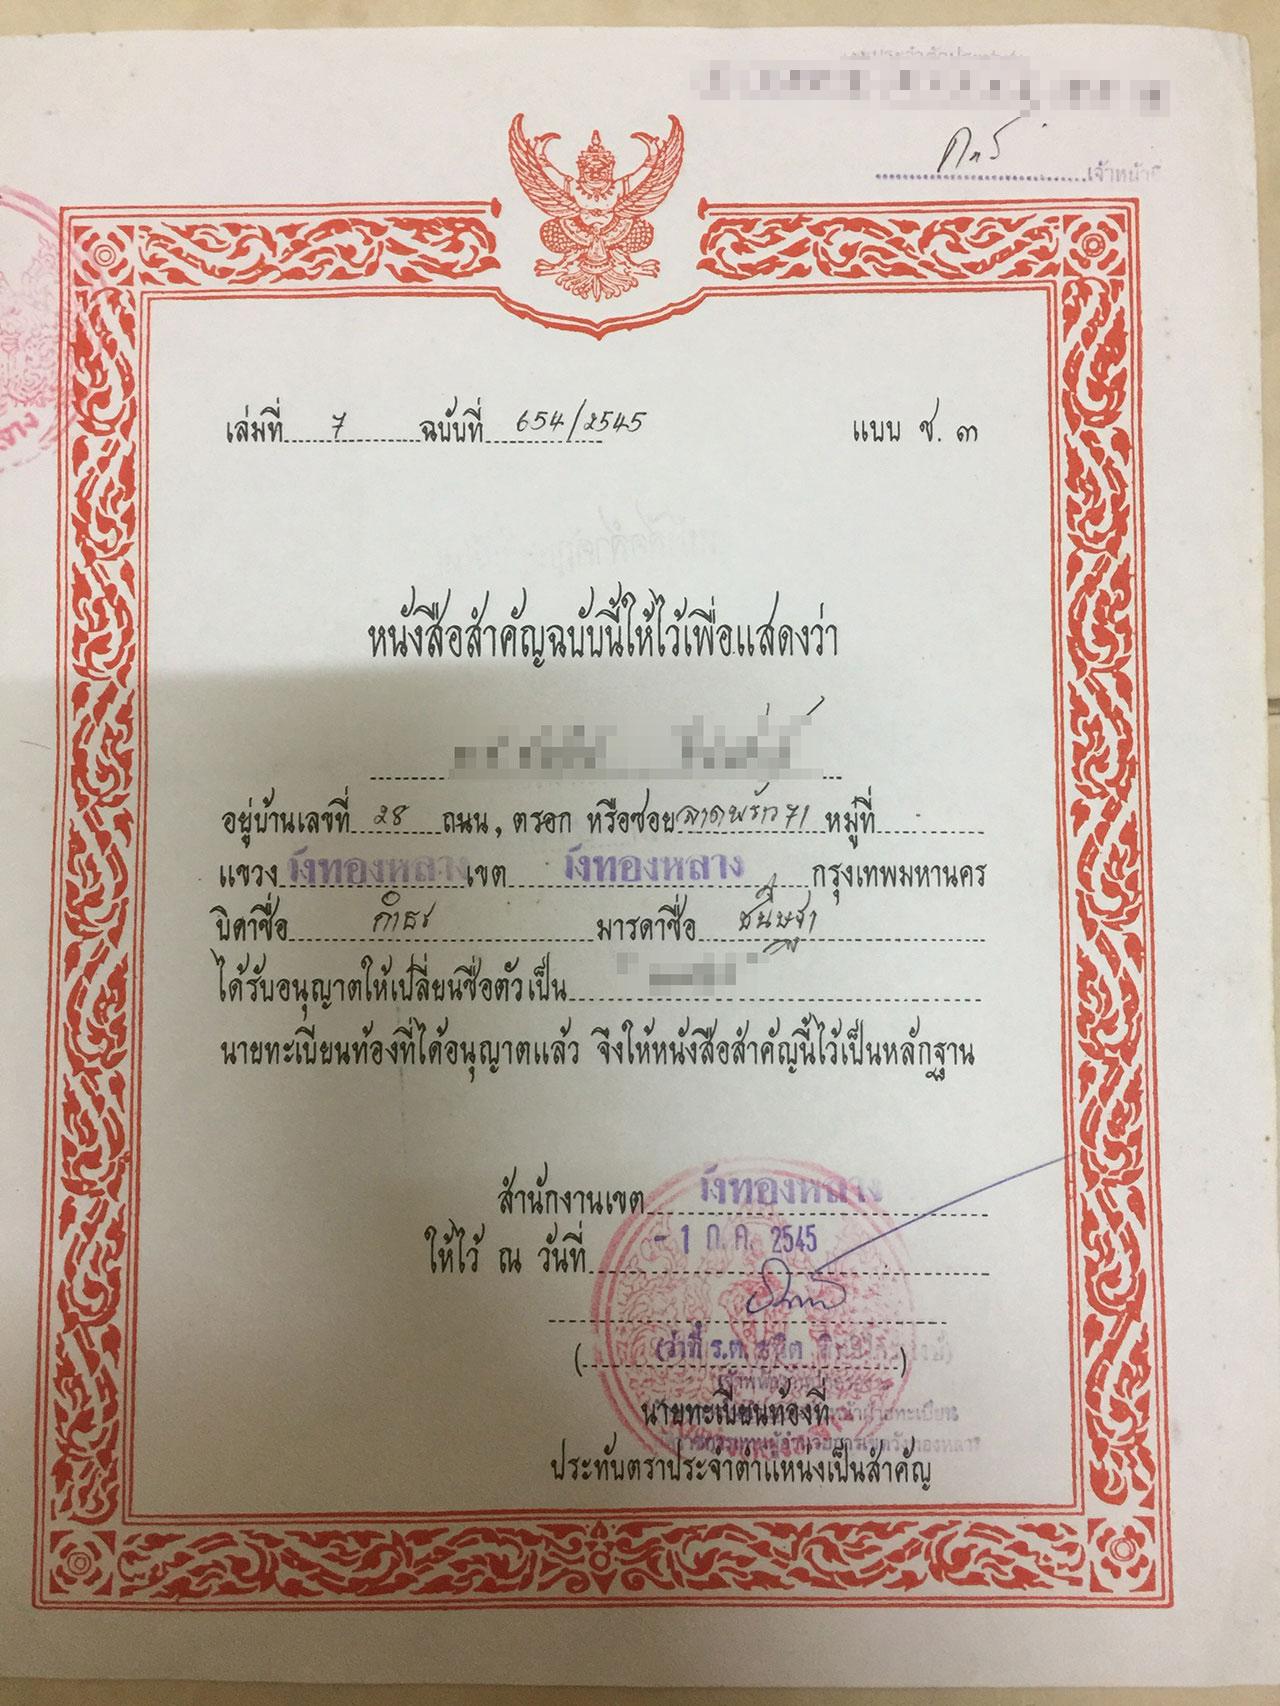 เจ้าหน้าที่
เล่มที่ 7 ฉบับที่ 654/2545 แบบ ช. ๓
หนังสือสำคัญฉบับนี้ให้ไว้เพื่อแสดงว่า
อยู่บ้านเลขที่ 28 ถนน, ตรอก หรือซอย ลาดพร้าว 71 หมู่ที่
แขวง วังทองหลาง เขต วังทองหลาง กรุงเทพมหานคร
บิดาชื่อ กำธร มารดาชื่อ ชนิษฐา
ได้รับอนุญาตให้เปลี่ยนชื่อตัวเป็น
นายทะเบียนท้องที่ได้อนุญาตแล้ว จึงให้หนังสือสำคัญนี้ไว้เป็นหลักฐาน
สำนักงานเขต วังทองหลาง
ให้ไว้ ณ วันที่ - 1 ก.ค. 2545
(ว่าที่ ร.ต.
นายทะเบียนท้องที่
ประทับตราประจำตำแหน่งเป็นสำคัญ